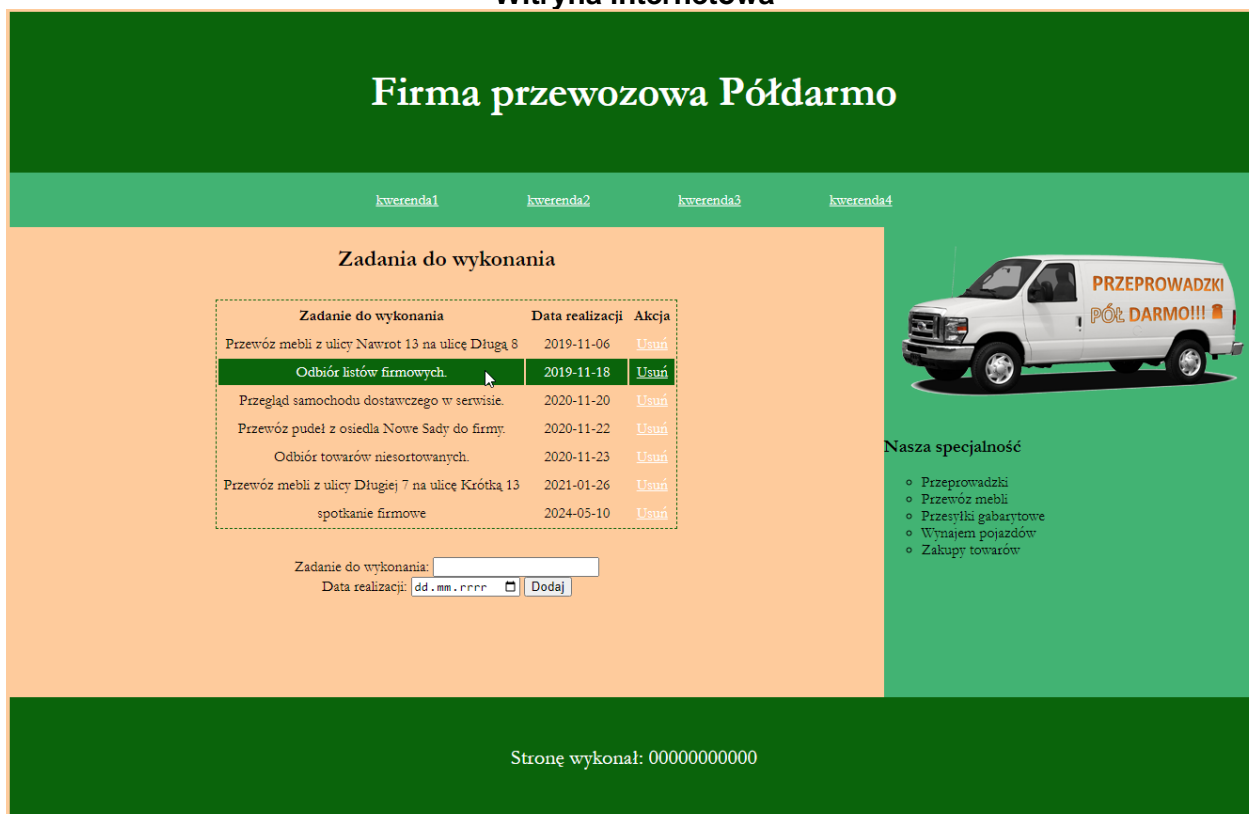 Witryna internetowa
Firma przewozowa Półdarmo
kwerenda1 kwerenda2 kwerenda3 kwerenda4
Zadania do wykonania
Zadanie do wykonania Data realizacji Akcja
Przewóz mebli z ulicy Nawrot 13 na ulicę Długą 8 2019-11-06 Usuń
Odbiór listów firmowych. 2019-11-18 Usuń
Przegląd samochodu dostawczego w serwisie. 2020-11-20 Usuń
Przewóz pudeł z osiedla Nowe Sady do firmy. 2020-11-22 Usuń
Odbiór towarów niesortowanych. 2020-11-23 Usuń
Przewóz mebli z ulicy Długiej 7 na ulicę Krótką 13 2021-01-26 Usuń
spotkanie firmowe 2024-05-10 Usuń
Zadanie do wykonania:
Data realizacji: dd.mm.rrrr Dodaj
PRZEPROWADZKI
PÓŁ DARMO!!!
Nasza specjalność
Przeprowadzki
Przewóz mebli
Przesyłki gabarytowe
Wynajem pojazdów
Zakupy towarów
Stronę wykonał: 00000000000